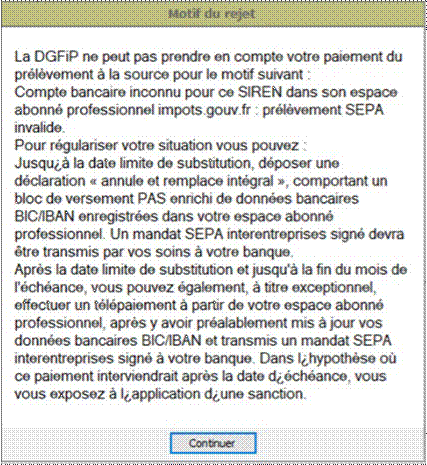 Motif du rejet
La DGFiP ne peut pas prendre en compte votre paiement du
prélèvement à la source pour le motif suivant :
Compte bancaire inconnu pour ce SIREN dans son espace
abonné professionnel impots.gouv.fr : prélèvement SEPA
invalide.
Pour régulariser votre situation vous pouvez :
Jusqu¿à la date limite de substitution, déposer une
déclaration « annule et remplace intégral », comportant un
bloc de versement PAS enrichi de données bancaires
BIC/IBAN enregistrées dans votre espace abonné
professionnel. Un mandat SEPA interentreprises signé devra
être transmis par vos soins à votre banque.
Après la date limite de substitution et jusqu'à la fin du mois de
l'échéance, vous pouvez également, à titre exceptionnel,
effectuer un télépaiement à partir de votre espace abonné
professionnel, après y avoir préalablement mis à jour vos
données bancaires BIC/IBAN et transmis un mandat SEPA
interentreprises signé à votre banque. Dans l¿hypothèse où
ce paiement interviendrait après la date d¿échéance, vous
vous exposez à l¿application d¿une sanction.
Continuer